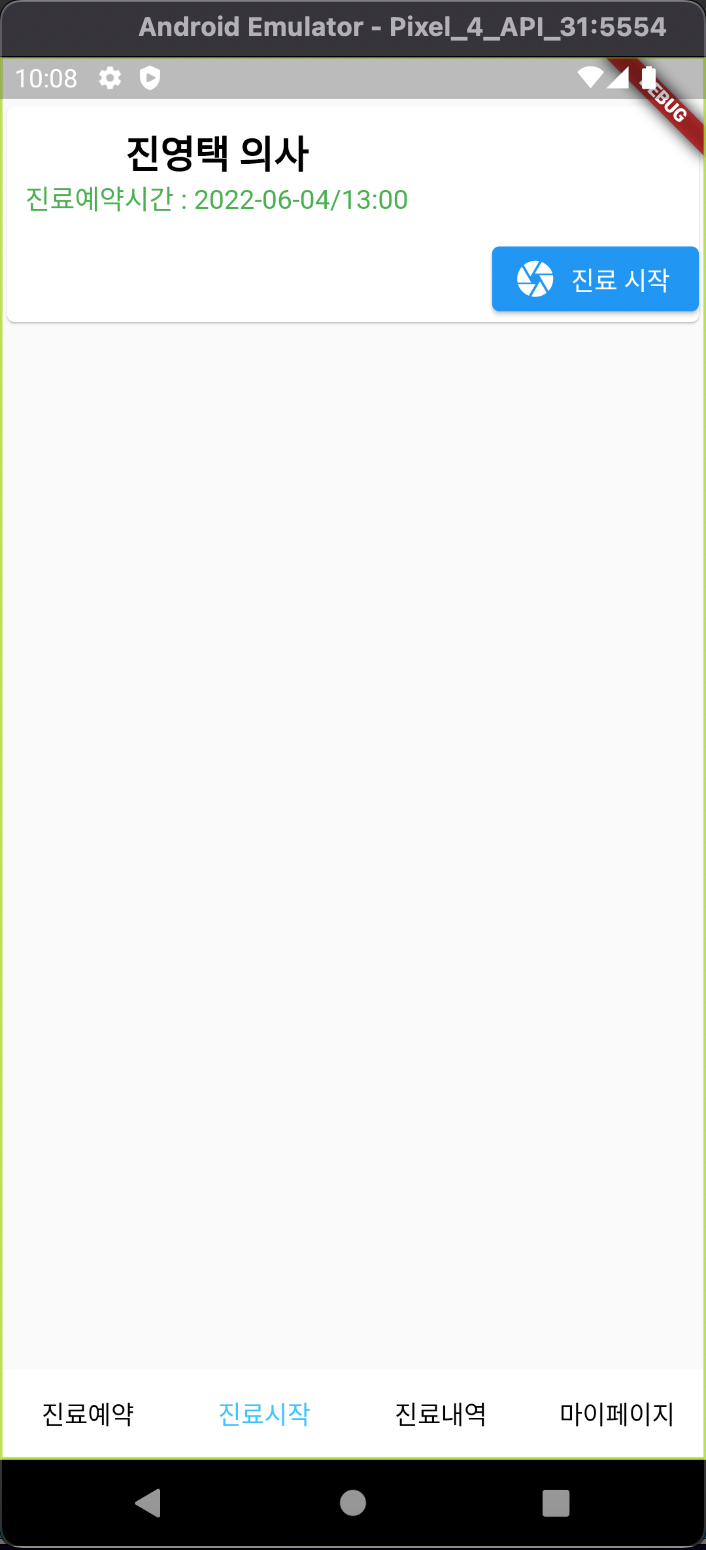 Android Emulator - Pixel_4_API_31:5554
10:08
DEBUG
진영택 의사
진료예약시간 : 2022-06-04/13:00
진료 시작
진료예약 진료시작 진료내역 마이페이지